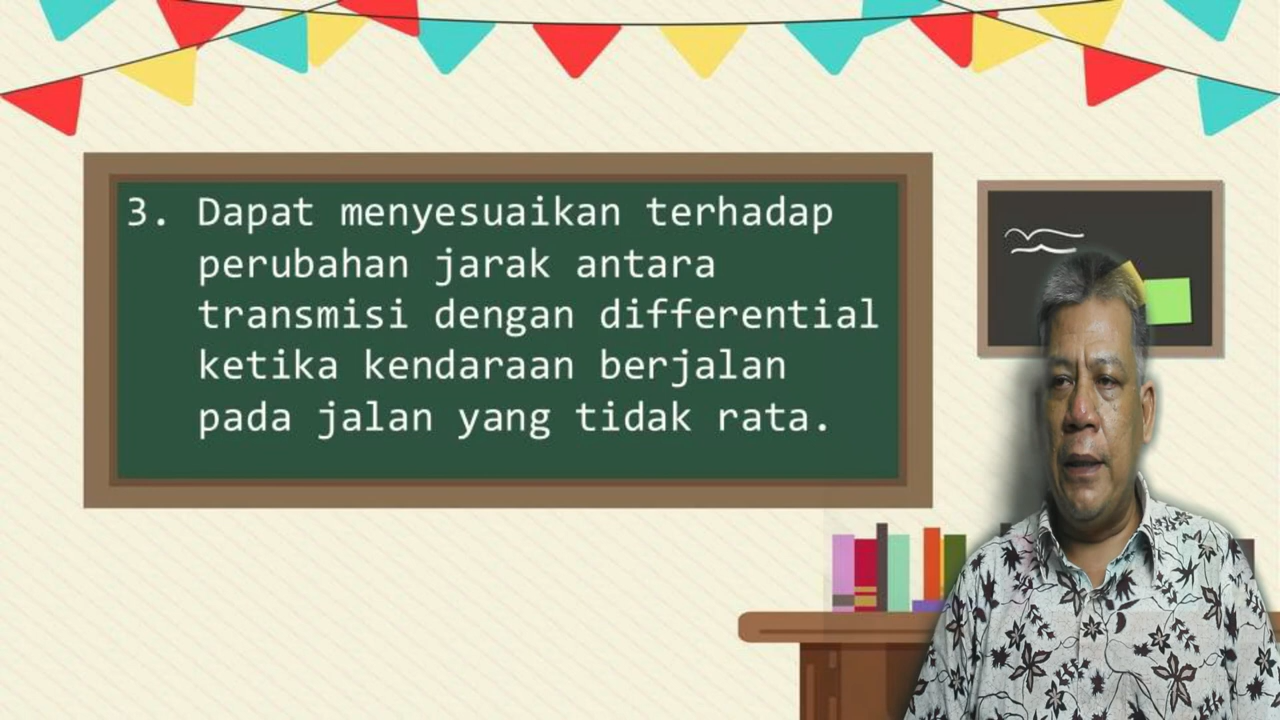 3. Dapat menyesuaikan terhadap
perubahan jarak antara
transmisi dengan differential
ketika kendaraan berjalan
pada jalan yang tidak rata.